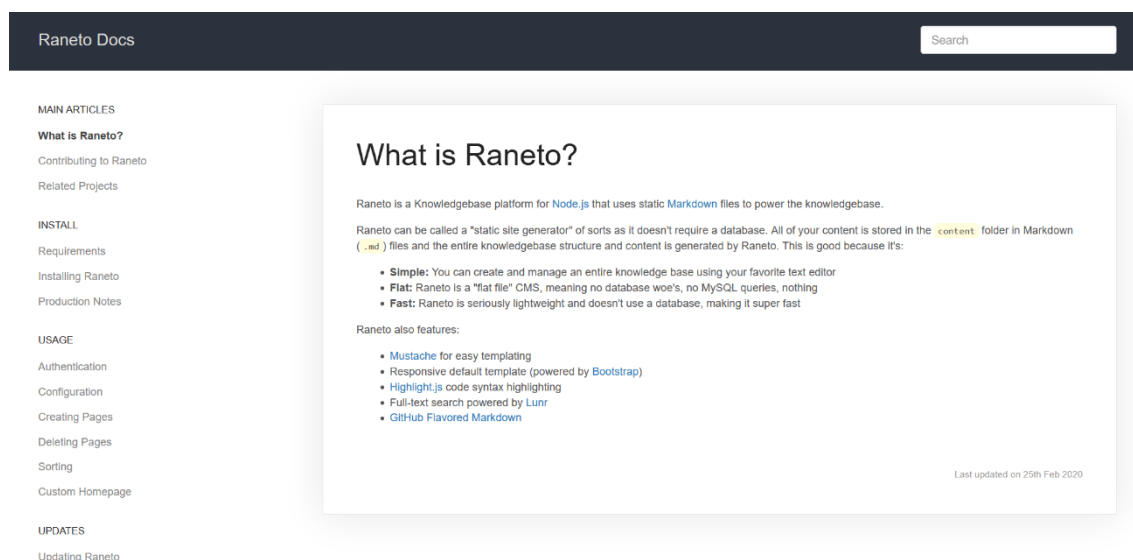 Raneto Docs
Search
MAIN ARTICLES
What is Raneto?
Contributing to Raneto
Related Projects
INSTALL
Requirements
Installing Raneto
Production Notes
USAGE
Authentication
Configuration
Creating Pages
Deleting Pages
Sorting
Custom Homepage
UPDATES
Updating Raneto
What is Raneto?
Raneto is a Knowledgebase platform for Node.js that uses static Markdown files to power the knowledgebase.
Raneto can be called a "static site generator" of sorts as it doesn't require a database. All of your content is stored in the content folder in Markdown
( .md ) files and the entire knowledgebase structure and content is generated by Raneto. This is good because it's:
• Simple: You can create and manage an entire knowledge base using your favorite text editor
• Flat: Raneto is a "flat file" CMS, meaning no database woe's, no MySQL queries, nothing
• Fast: Raneto is seriously lightweight and doesn't use a database, making it super fast
Raneto also features:
• Mustache for easy templating
• Responsive default template (powered by Bootstrap)
• Highlight.js code syntax highlighting
• Full-text search powered by Lunr
• GitHub Flavored Markdown
Last updated on 25th Feb 2020